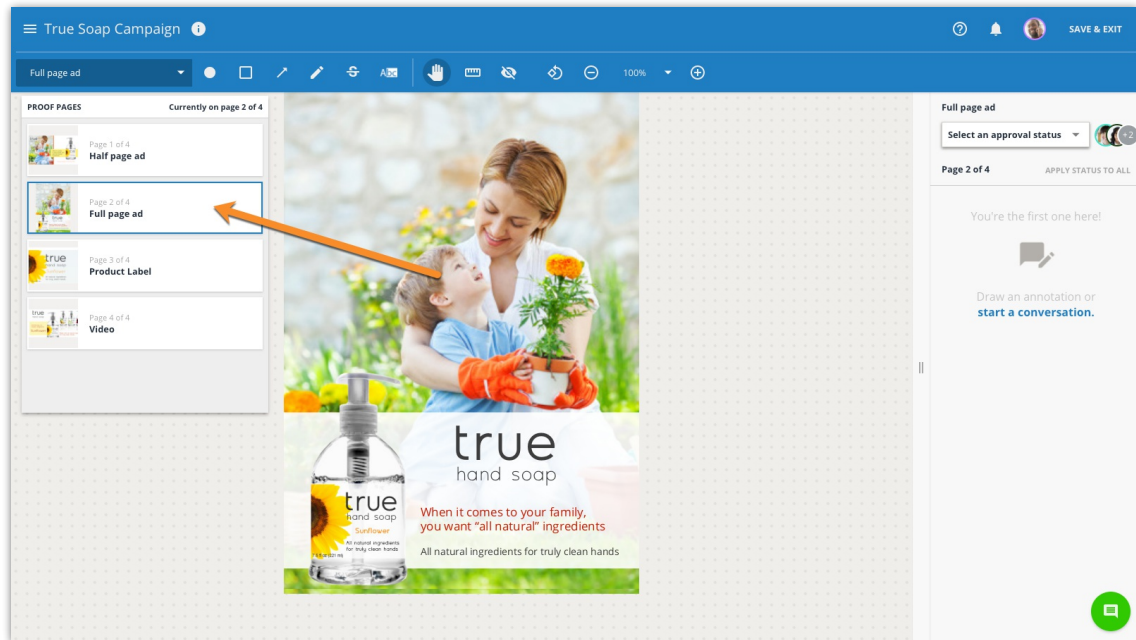 True Soap Campaign
SAVE & EXIT
Full page ad
100%
PROOF PAGES
Currently on page 2 of 4
Page 1 of 4
Half page ad
Page 2 of 4
Full page ad
Page 3 of 4
Product Label
Page 4 of 4
Video
true
hand soap
When it comes to your family,
you want “all natural” ingredients
All natural ingredients for truly clean hands
true
hand soap
Sunflower
All natural ingredients
for truly clean hands
Full page ad
Select an approval status
+2
Page 2 of 4
APPLY STATUS TO ALL
You're the first one here!
Draw an annotation or
start a conversation.